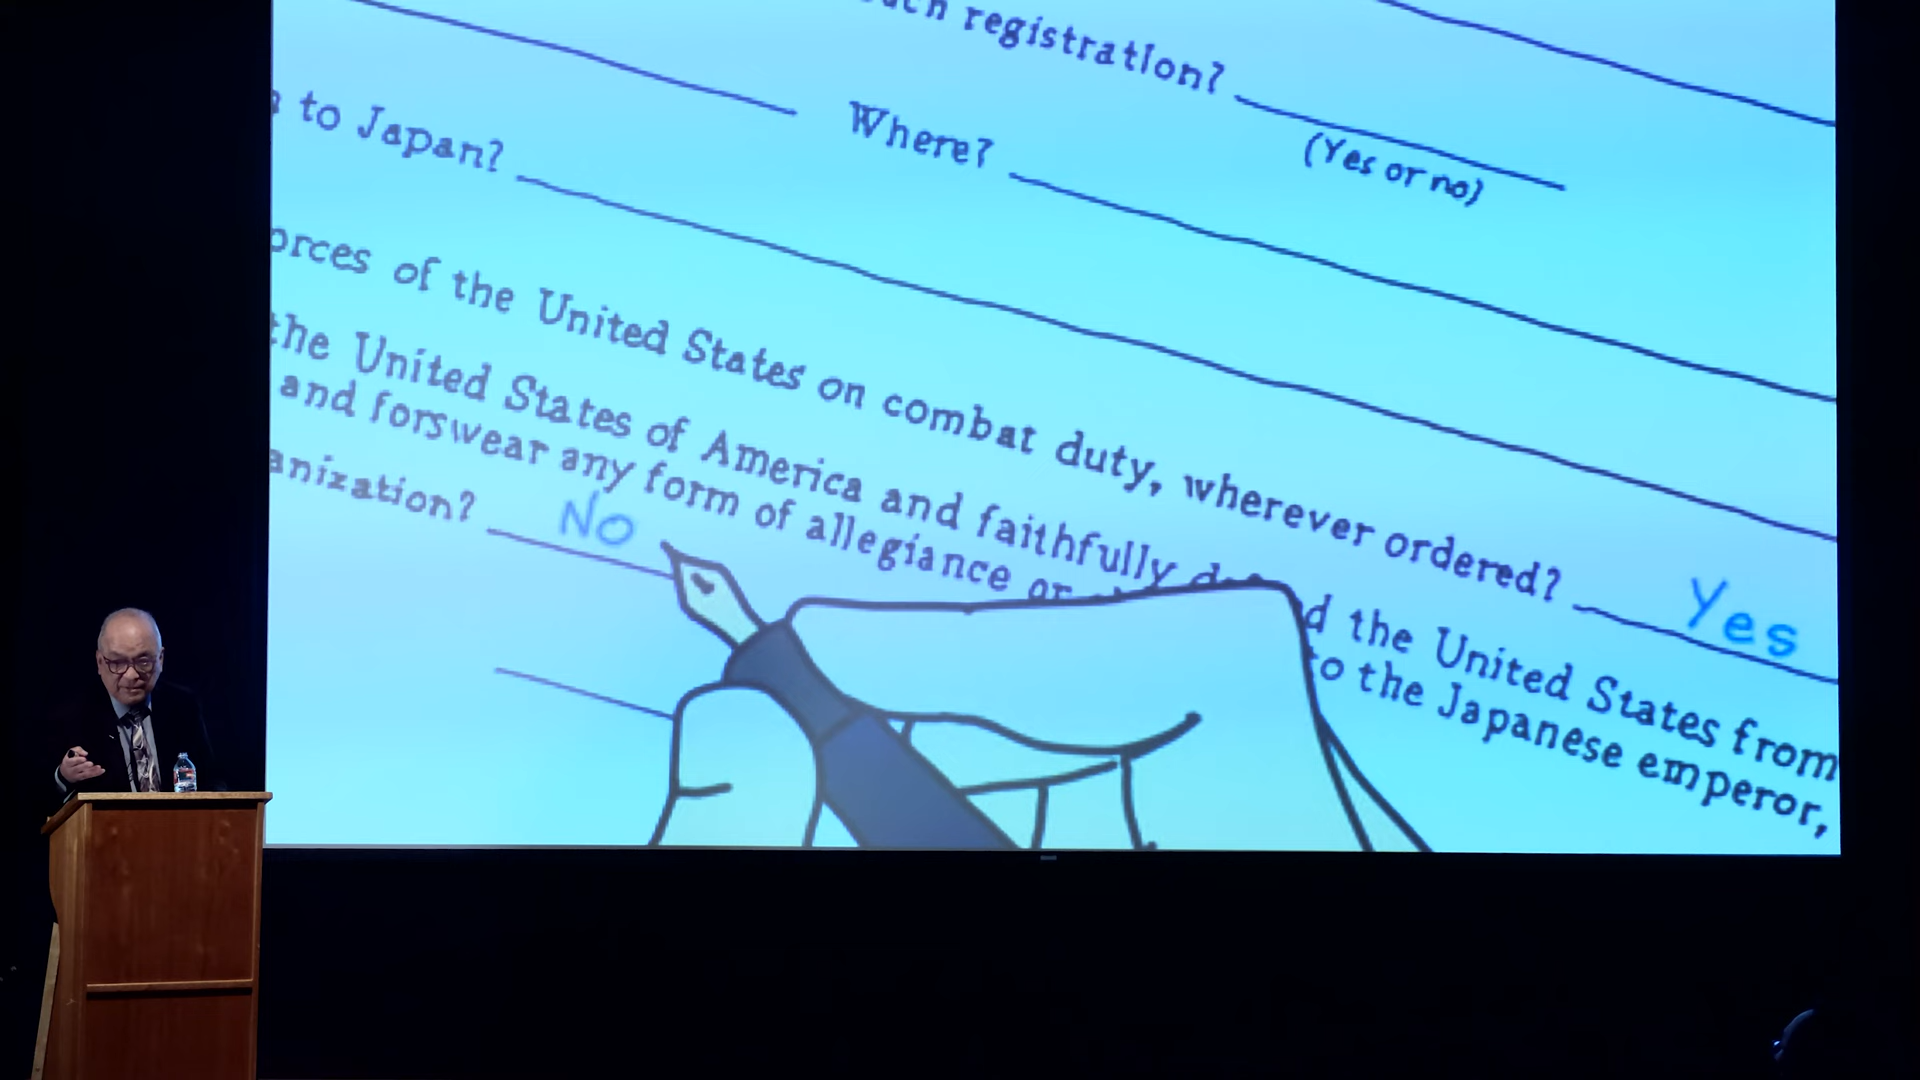 registration?
(Yes or no)
Where?
to Japan?
of the United States on combat duty, wherever ordered? Yes
the United States of America and faithfully the United States from
and forswear any form of allegiance or to the Japanese emperor,
No